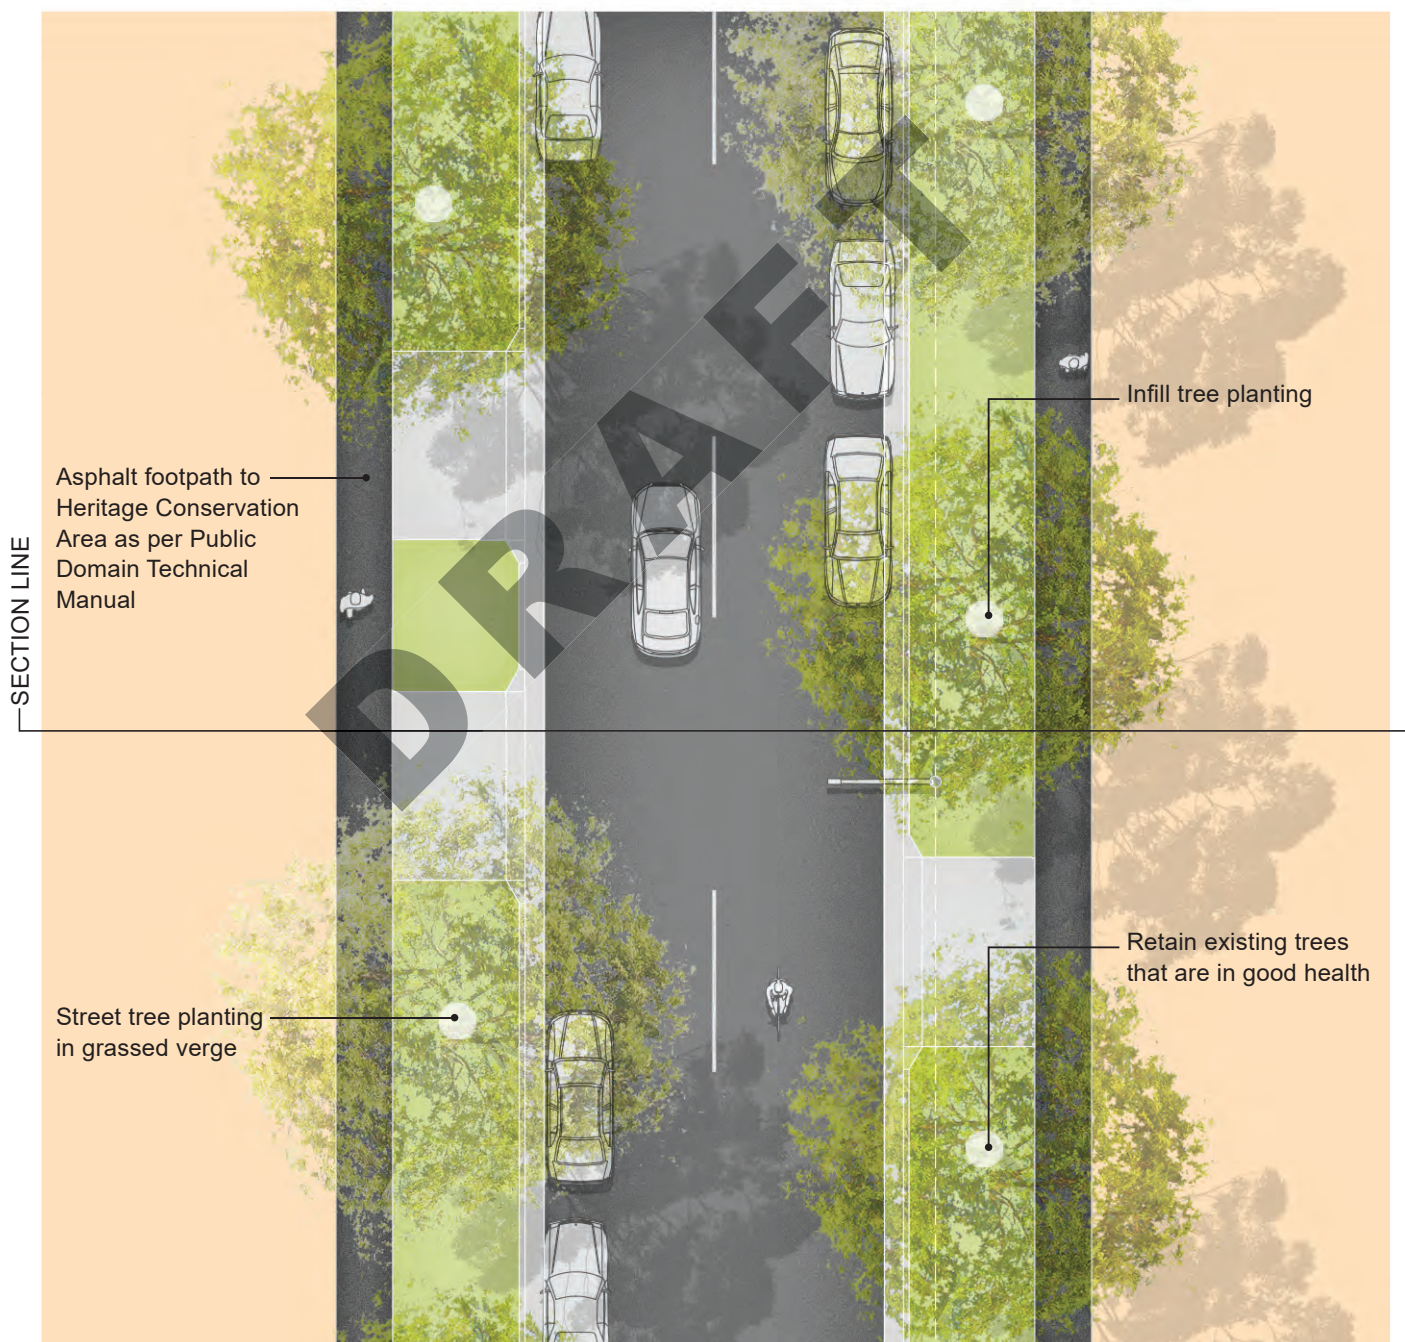 DRAFT
Infill tree planting
Asphalt footpath to
Heritage Conservation
Area as per Public
Domain Technical
Manual
SECTION LINE
Retain existing trees
that are in good health
Street tree planting
in grassed verge